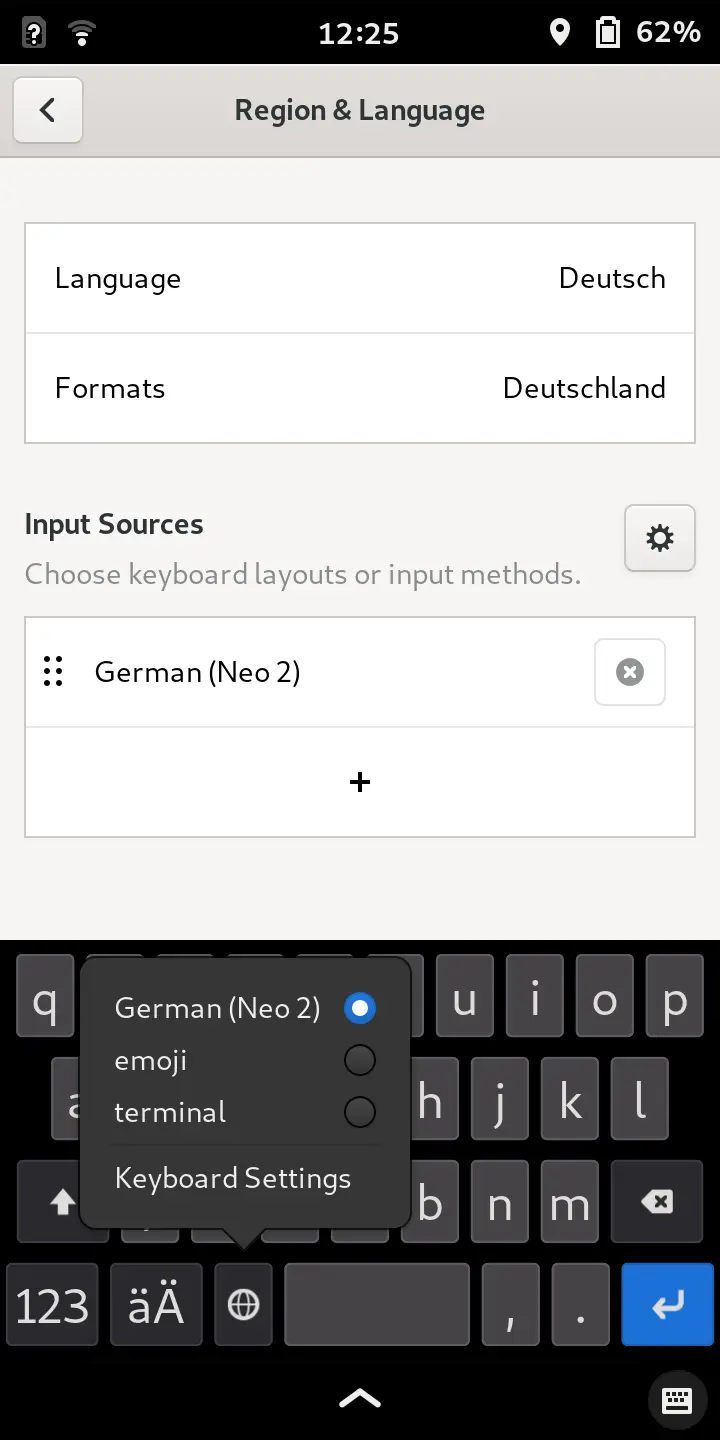 12:25 62%
Region & Language
Language Deutsch
Formats Deutschland
Input Sources
Choose keyboard layouts or input methods.
German (Neo 2)
+
q u i o p
German (Neo 2)
emoji
terminal
Keyboard Settings
a h j k l
b n m
123 äÄ , .